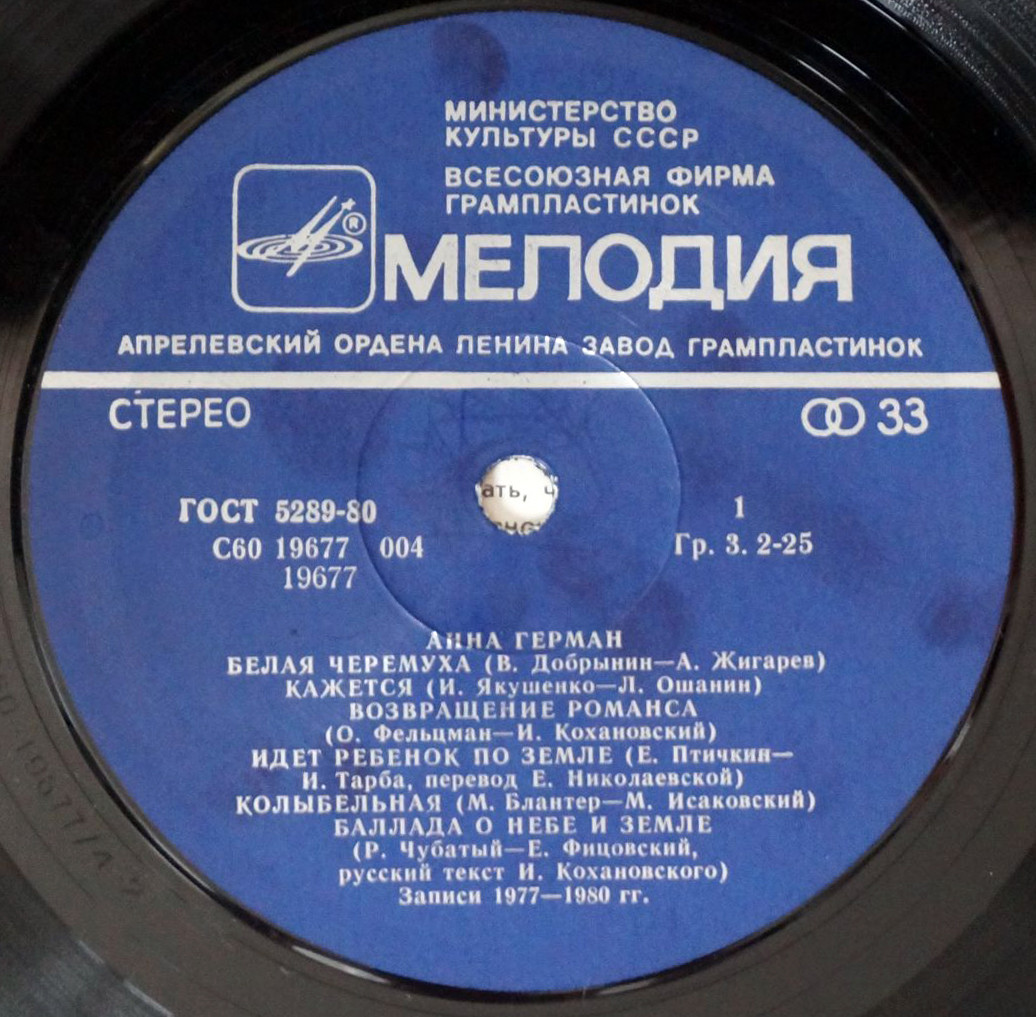 МИНИСТЕРСТВО
КУЛЬТУРЫ СССР
ВСЕСОЮЗНАЯ ФИРМА
ГРАМПЛАСТИНОК
®
МЕЛОДИЯ
АПРЕЛЕВСКИЙ ОРДЕНА ЛЕНИНА ЗАВОД ГРАМПЛАСТИНОК
СТЕРЕО
33
ать, ч
ГОСТ 5289-80
1
С60 19677 004
Гр. 3. 2-25
19677
АННА ГЕРМАН
БЕЛАЯ ЧЕРЕМУХА (В. Добрынин—А. Жигарев)
КАЖЕТСЯ (И. Якушенко—Л. Ошанин)
ВОЗВРАЩЕНИЕ РОМАНСА
(О. Фельцман—И. Кохановский)
ИДЕТ РЕБЕНОК ПО ЗЕМЛЕ (Е. Птичкин—
И. Тарба, перевод Е. Николаевской)
КОЛЫБЕЛЬНАЯ (М. Блантер—М. Исаковский)
БАЛЛАДА О НЕБЕ И ЗЕМЛЕ
(Р. Чубатый—Е. Фицовский,
русский текст И. Кохановского)
Записи 1977—1980 гг.